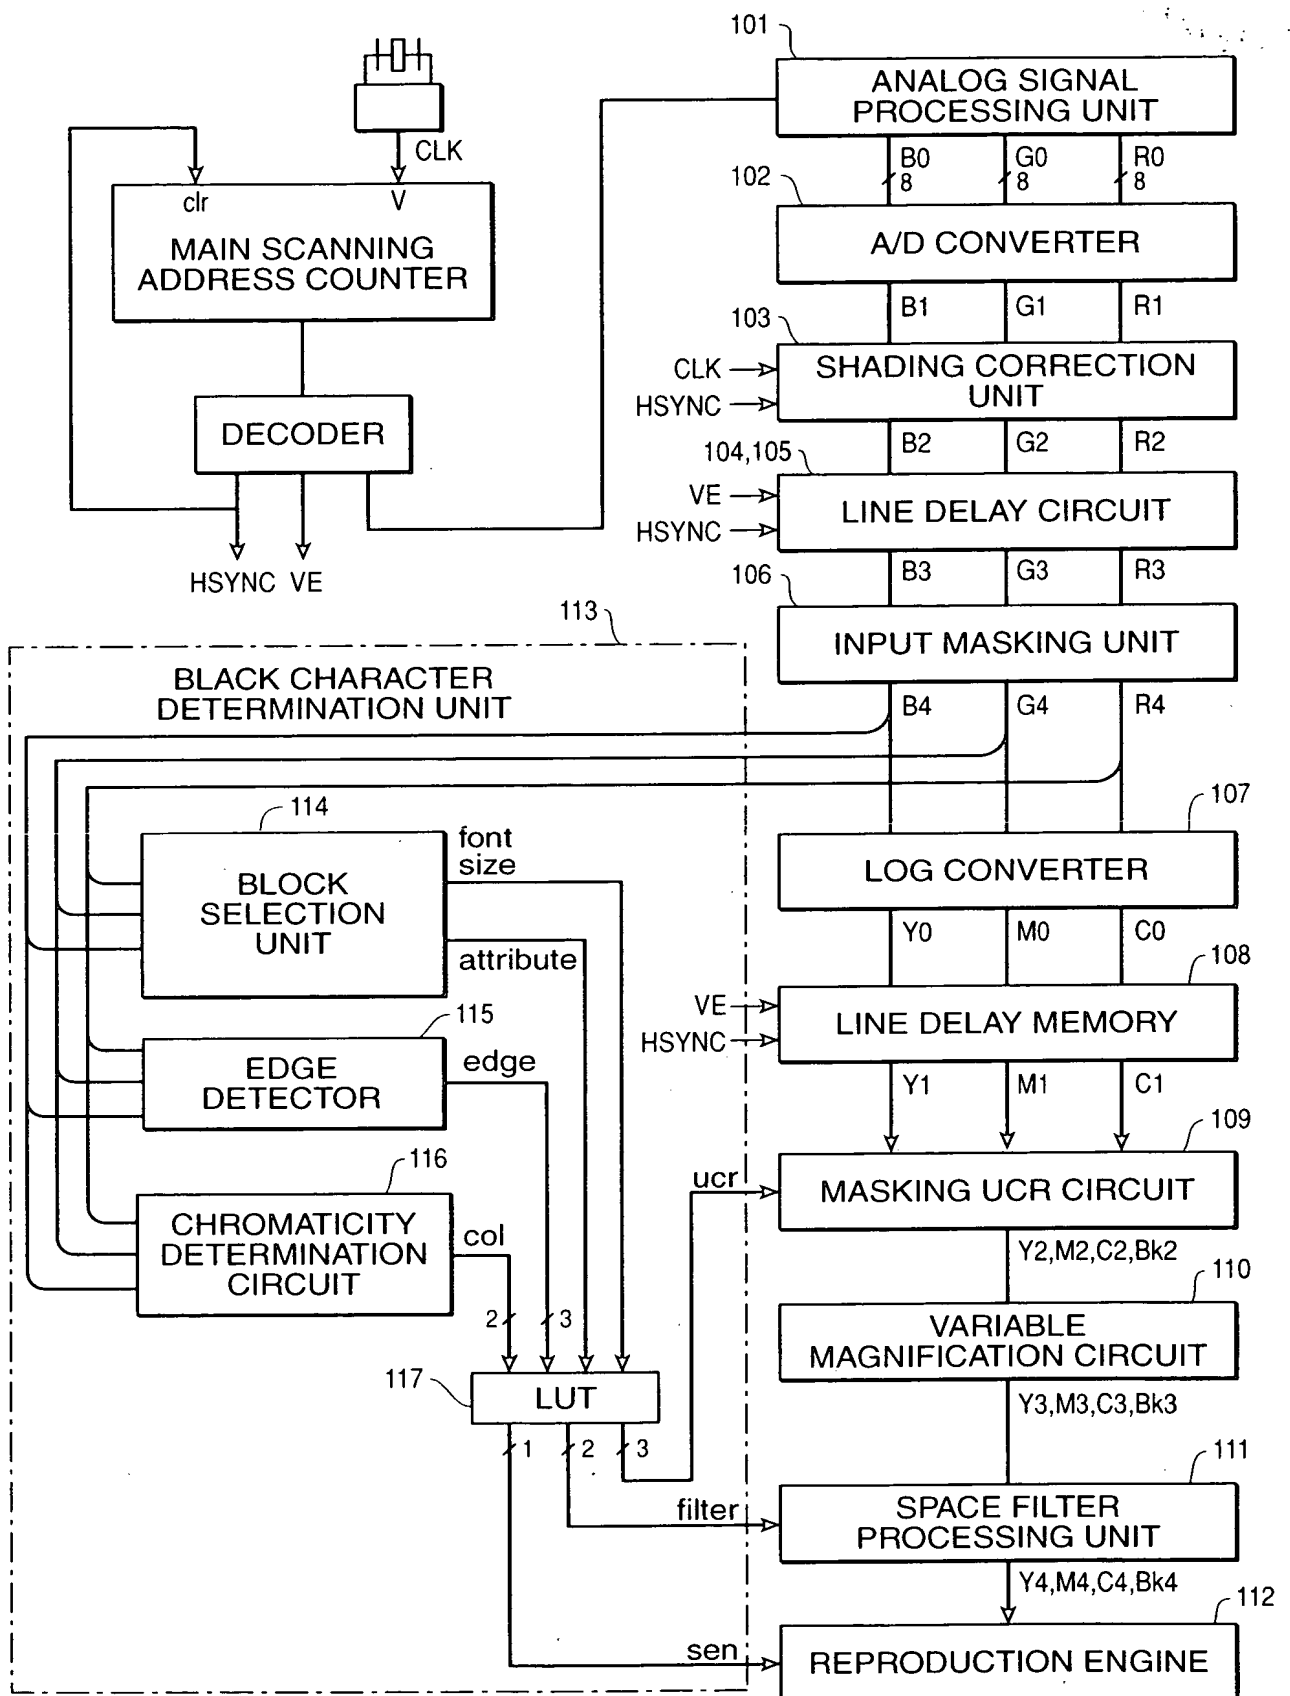 101
ANALOG SIGNAL
PROCESSING UNIT
CLK
B0 G0 R0
8 8 8
102
clr V
MAIN SCANNING
ADDRESS COUNTER
A/D CONVERTER
B1 G1 R1
103
CLK
HSYNC
SHADING CORRECTION
UNIT
DECODER
B2 G2 R2
104,105
VE
HSYNC
LINE DELAY CIRCUIT
HSYNC VE
B3 G3 R3
106
INPUT MASKING UNIT
113
BLACK CHARACTER
DETERMINATION UNIT
B4 G4 R4
114
BLOCK
SELECTION
UNIT
font
size
attribute
107
LOG CONVERTER
Y0 M0 C0
108
VE
HSYNC
LINE DELAY MEMORY
115
EDGE
DETECTOR
edge
Y1 M1 C1
109
116
CHROMATICITY
DETERMINATION
CIRCUIT
col
ucr
MASKING UCR CIRCUIT
Y2,M2,C2,Bk2
110
2 3
VARIABLE
MAGNIFICATION CIRCUIT
117
LUT
Y3,M3,C3,Bk3
1 2 3
111
filter
SPACE FILTER
PROCESSING UNIT
Y4,M4,C4,Bk4
112
sen
REPRODUCTION ENGINE